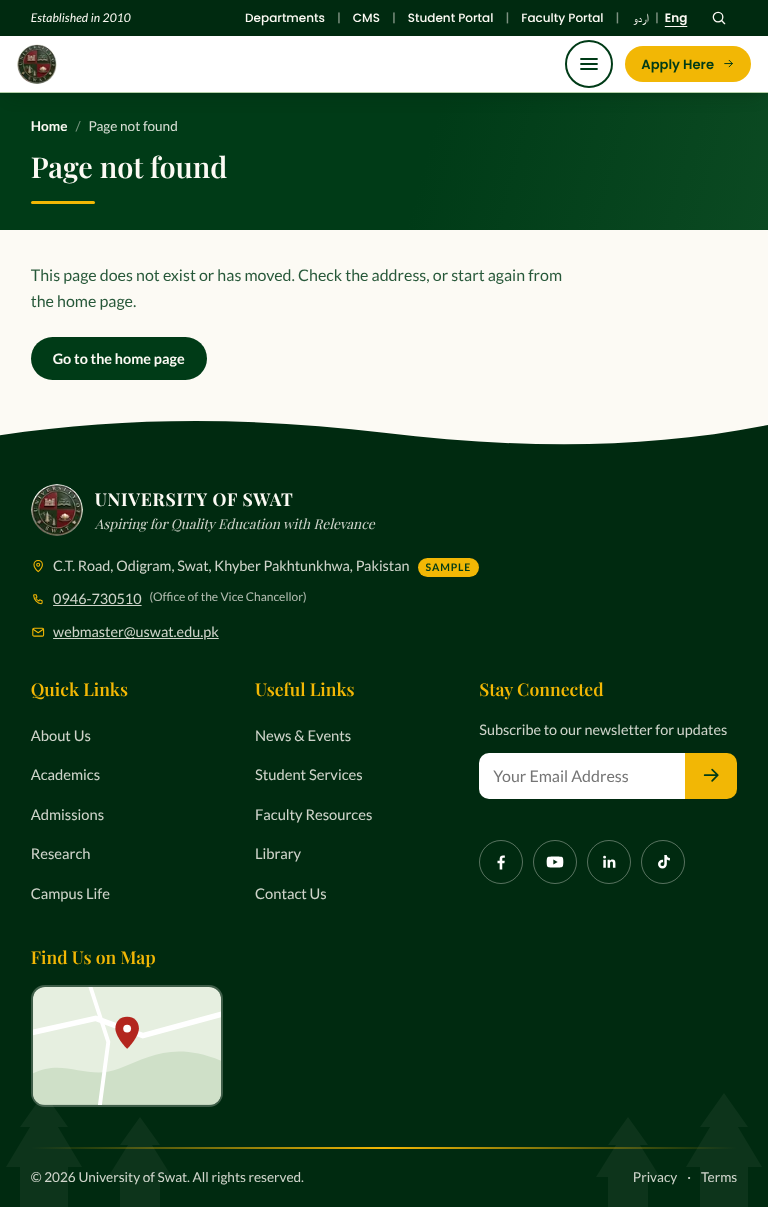 Established in 2010
Departments | CMS | Student Portal | Faculty Portal | اردو | Eng
Apply Here →
Home / Page not found
Page not found
This page does not exist or has moved. Check the address, or start again from
the home page.
Go to the home page
UNIVERSITY OF SWAT
Aspiring for Quality Education with Relevance
C.T. Road, Odigram, Swat, Khyber Pakhtunkhwa, Pakistan SAMPLE
0946-730510 (Office of the Vice Chancellor)
webmaster@uswat.edu.pk
Quick Links
About Us
Academics
Admissions
Research
Campus Life
Useful Links
News & Events
Student Services
Faculty Resources
Library
Contact Us
Stay Connected
Subscribe to our newsletter for updates
Your Email Address
Find Us on Map
© 2026 University of Swat. All rights reserved.
Privacy · Terms